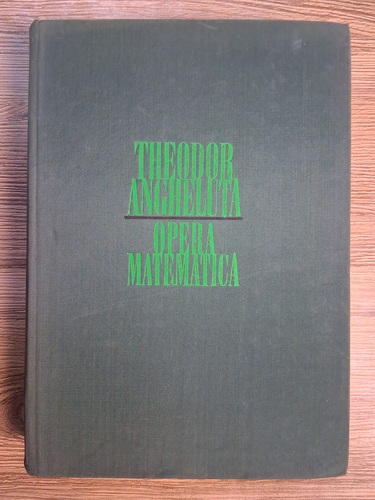 THEODOR
ANGHELUTA
OPERA
MATEMATICA